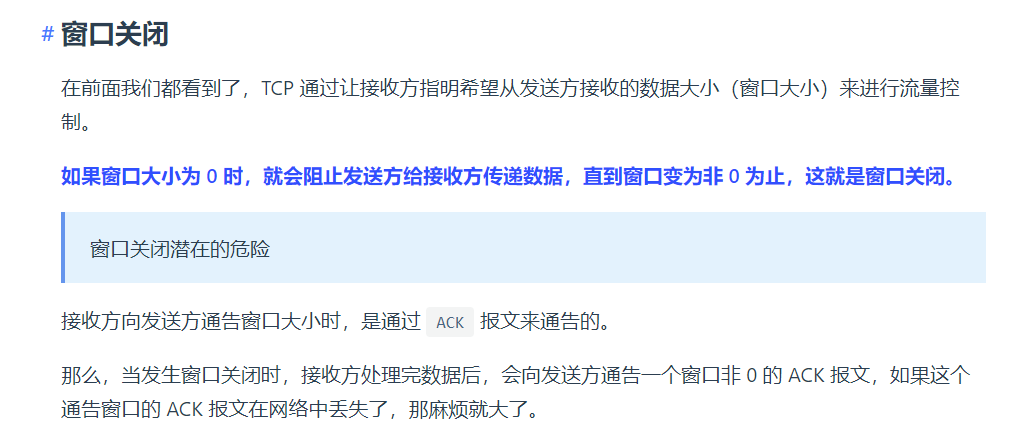 # 窗口关闭
在前面我们都看到了，TCP 通过让接收方指明希望从发送方接收的数据大小（窗口大小）来进行流量控
制。
如果窗口大小为 0 时，就会阻止发送方给接收方传递数据，直到窗口变为非 0 为止，这就是窗口关闭。
窗口关闭潜在的危险
接收方向发送方通告窗口大小时，是通过 ACK 报文来通告的。
那么，当发生窗口关闭时，接收方处理完数据后，会向发送方通告一个窗口非 0 的 ACK 报文，如果这个
通告窗口的 ACK 报文在网络中丢失了，那麻烦就大了。